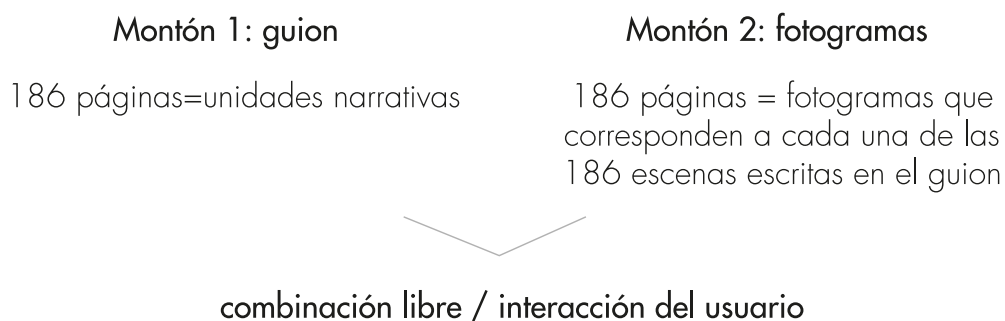 Montón 1: guion
186 páginas=unidades narrativas
Montón 2: fotogramas
186 páginas = fotogramas que
corresponden a cada una de las
186 escenas escritas en el guion
combinación libre / interacción del usuario